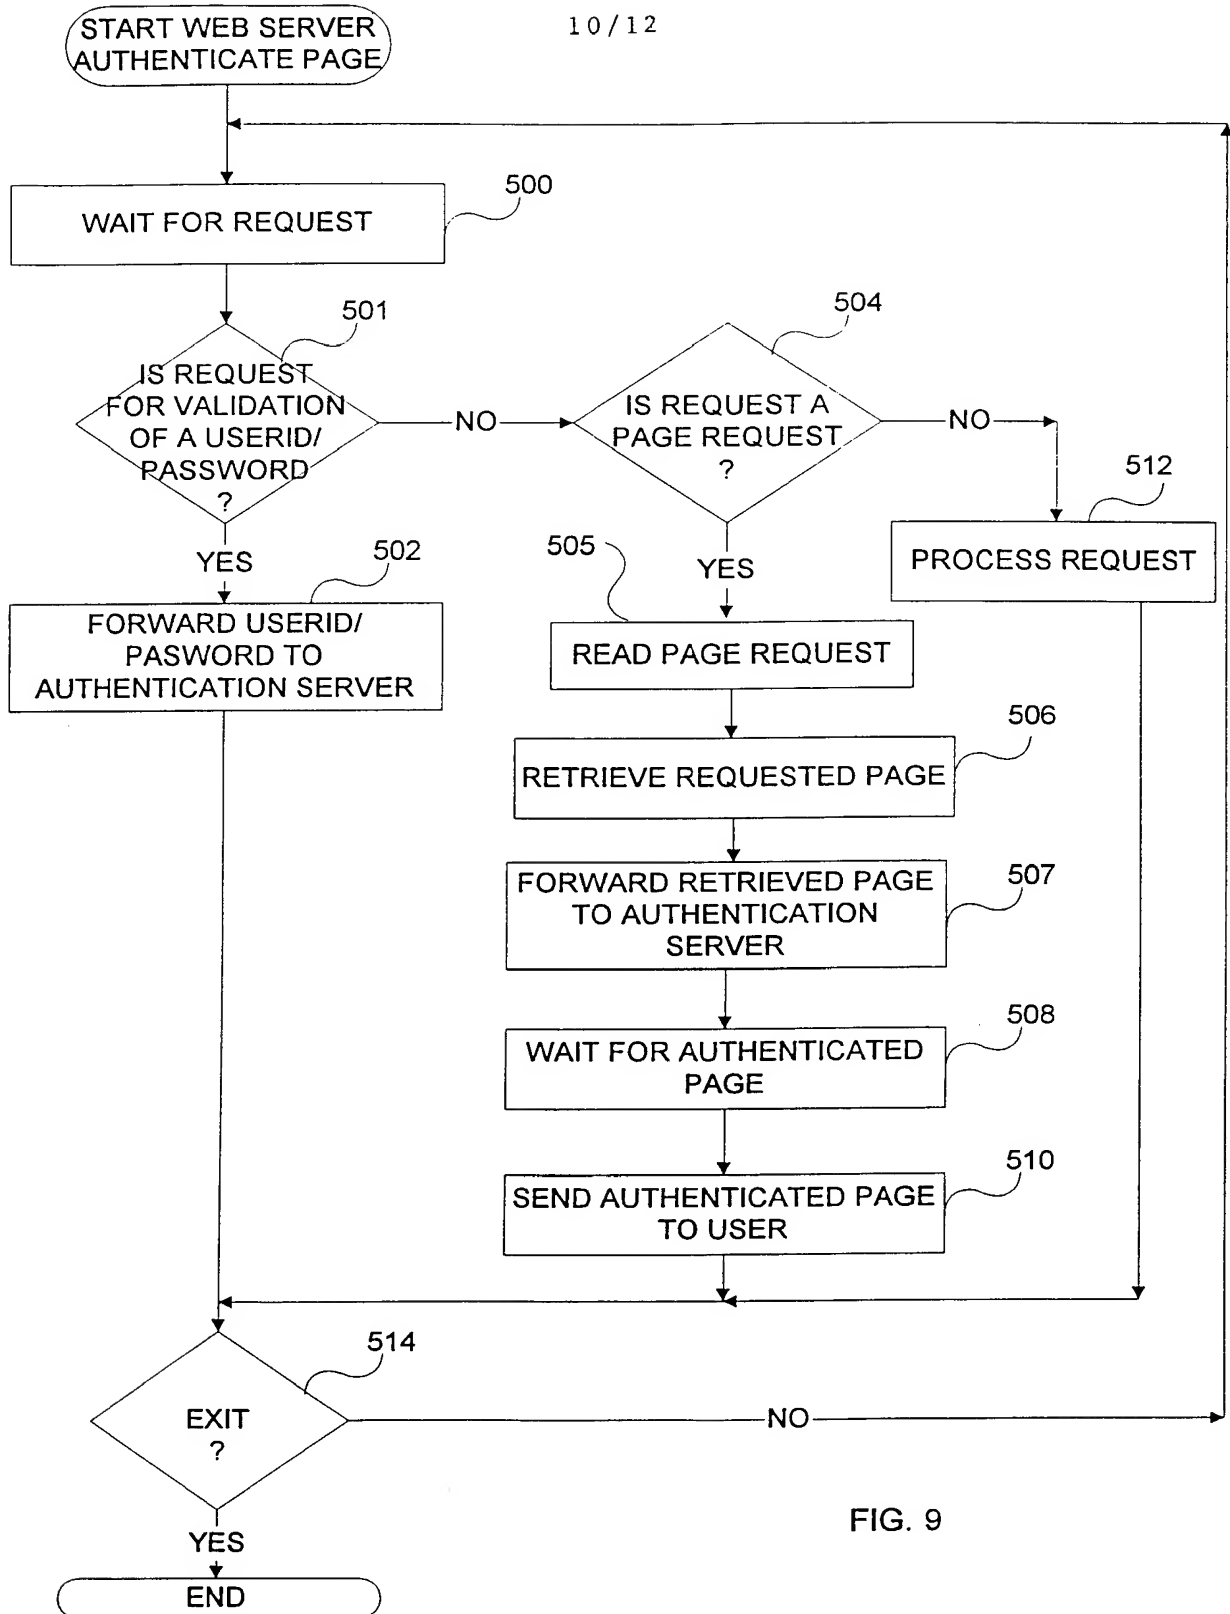 START WEB SERVER
AUTHENTICATE PAGE
10/12
WAIT FOR REQUEST
500
501
IS REQUEST
FOR VALIDATION
OF A USERID/
PASSWORD
?
NO
504
IS REQUEST A
PAGE REQUEST
?
NO
512
PROCESS REQUEST
YES
502
FORWARD USERID/
PASWORD TO
AUTHENTICATION SERVER
YES
505
READ PAGE REQUEST
506
RETRIEVE REQUESTED PAGE
507
FORWARD RETRIEVED PAGE
TO AUTHENTICATION
SERVER
508
WAIT FOR AUTHENTICATED
PAGE
510
SEND AUTHENTICATED PAGE
TO USER
514
EXIT
?
NO
YES
END
FIG. 9